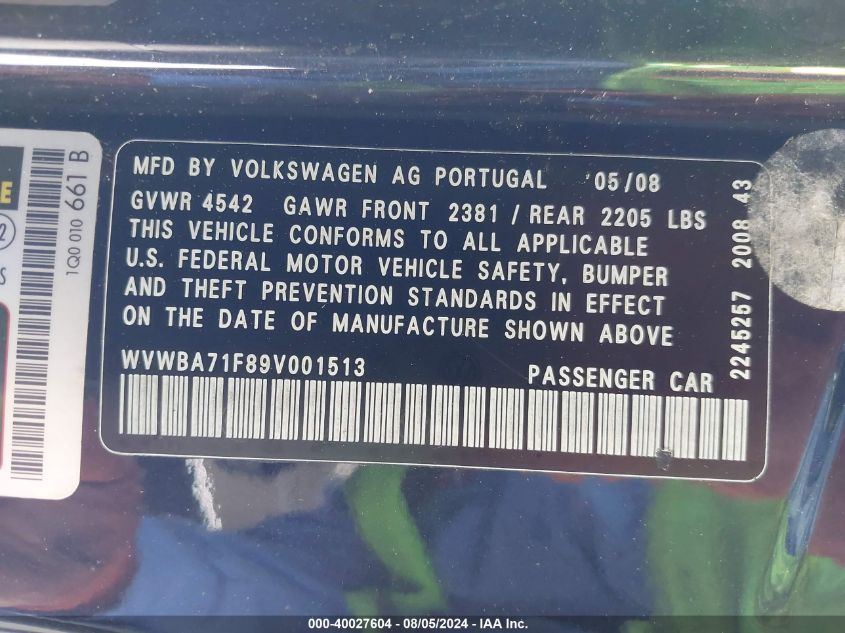 MFD BY VOLKSWAGEN AG PORTUGAL 05/08
GVWR 4542 GAWR FRONT 2381 / REAR 2205 LBS
THIS VEHICLE CONFORMS TO ALL APPLICABLE
U.S. FEDERAL MOTOR VEHICLE SAFETY, BUMPER
AND THEFT PREVENTION STANDARDS IN EFFECT
ON THE DATE OF MANUFACTURE SHOWN ABOVE
WVWBA71F89V001513
PASSENGER CAR
2245257 2008 43
1Q0 010 661 B
000-40027604 - 08/05/2024 - IAA Inc.